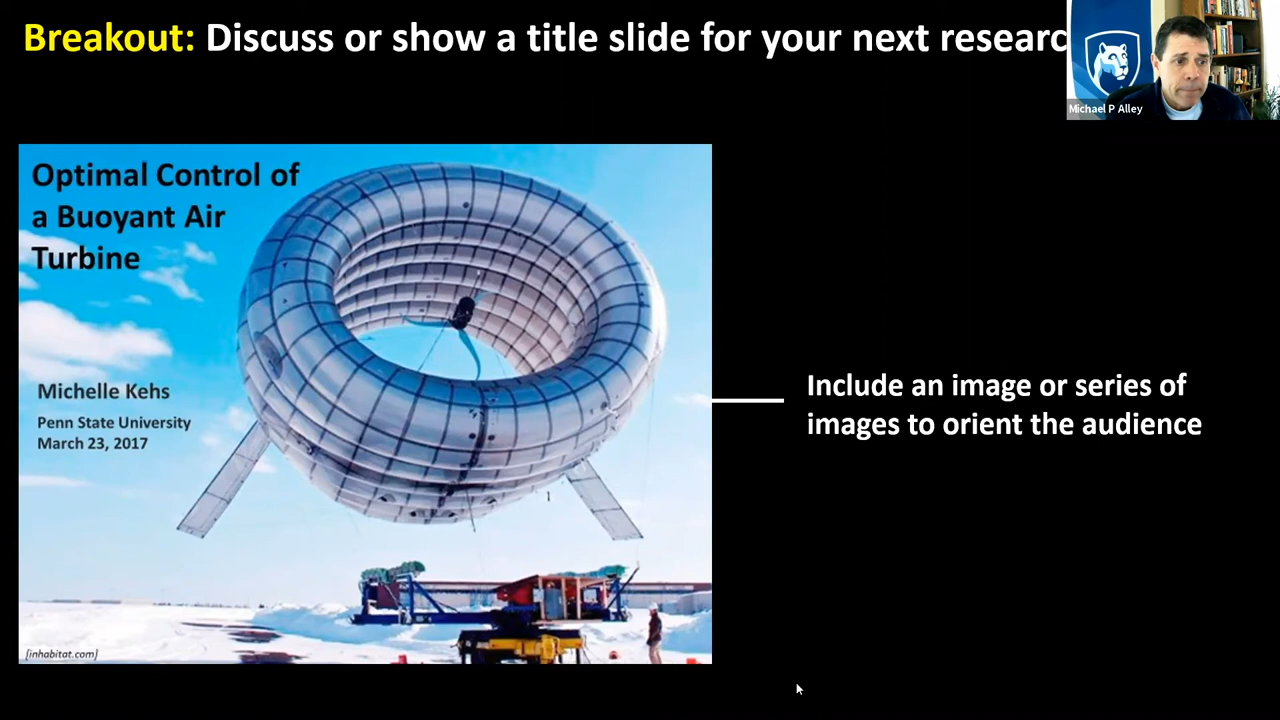 Breakout: Discuss or show a title slide for your next
Michael P Alley
Optimal Control of
a Buoyant Air
Turbine
Michelle Kehs
Penn State University
March 23, 2017
[inhabitat.com]
Include an image or series of
images to orient the audience